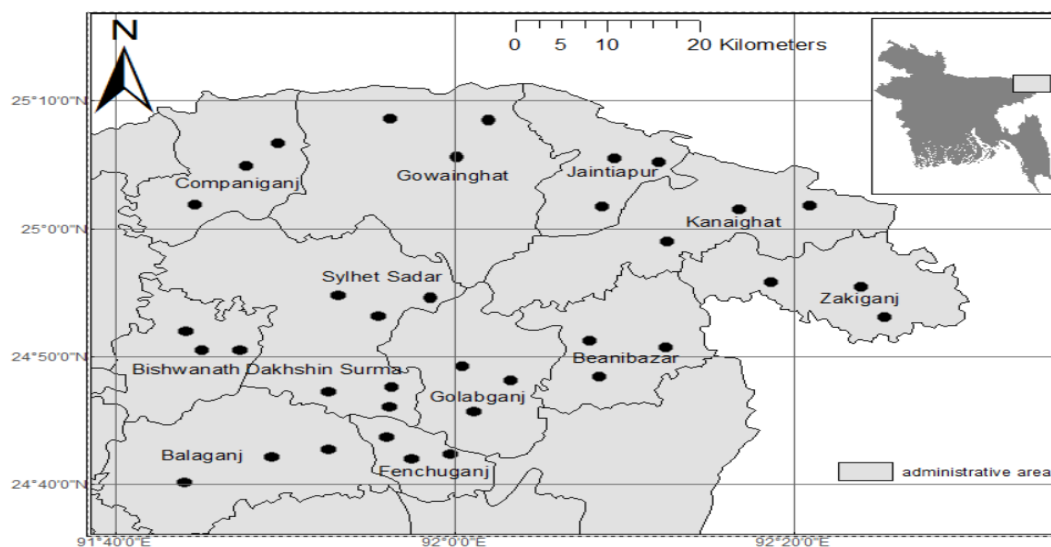 N
0 5 10 20 Kilometers
25°10'0"N
Companiganj
Gowainghat
Jaintiapur
25°0'0"N
Kanaighat
Sylhet Sadar
Zakiganj
24°50'0"N
Bishwanath
Dakhshin Surma
Beanibazar
Golabganj
Balaganj
Fenchuganj
administrative area
24°40'0"N
91°40'0"E
92°0'0"E
92°20'0"E